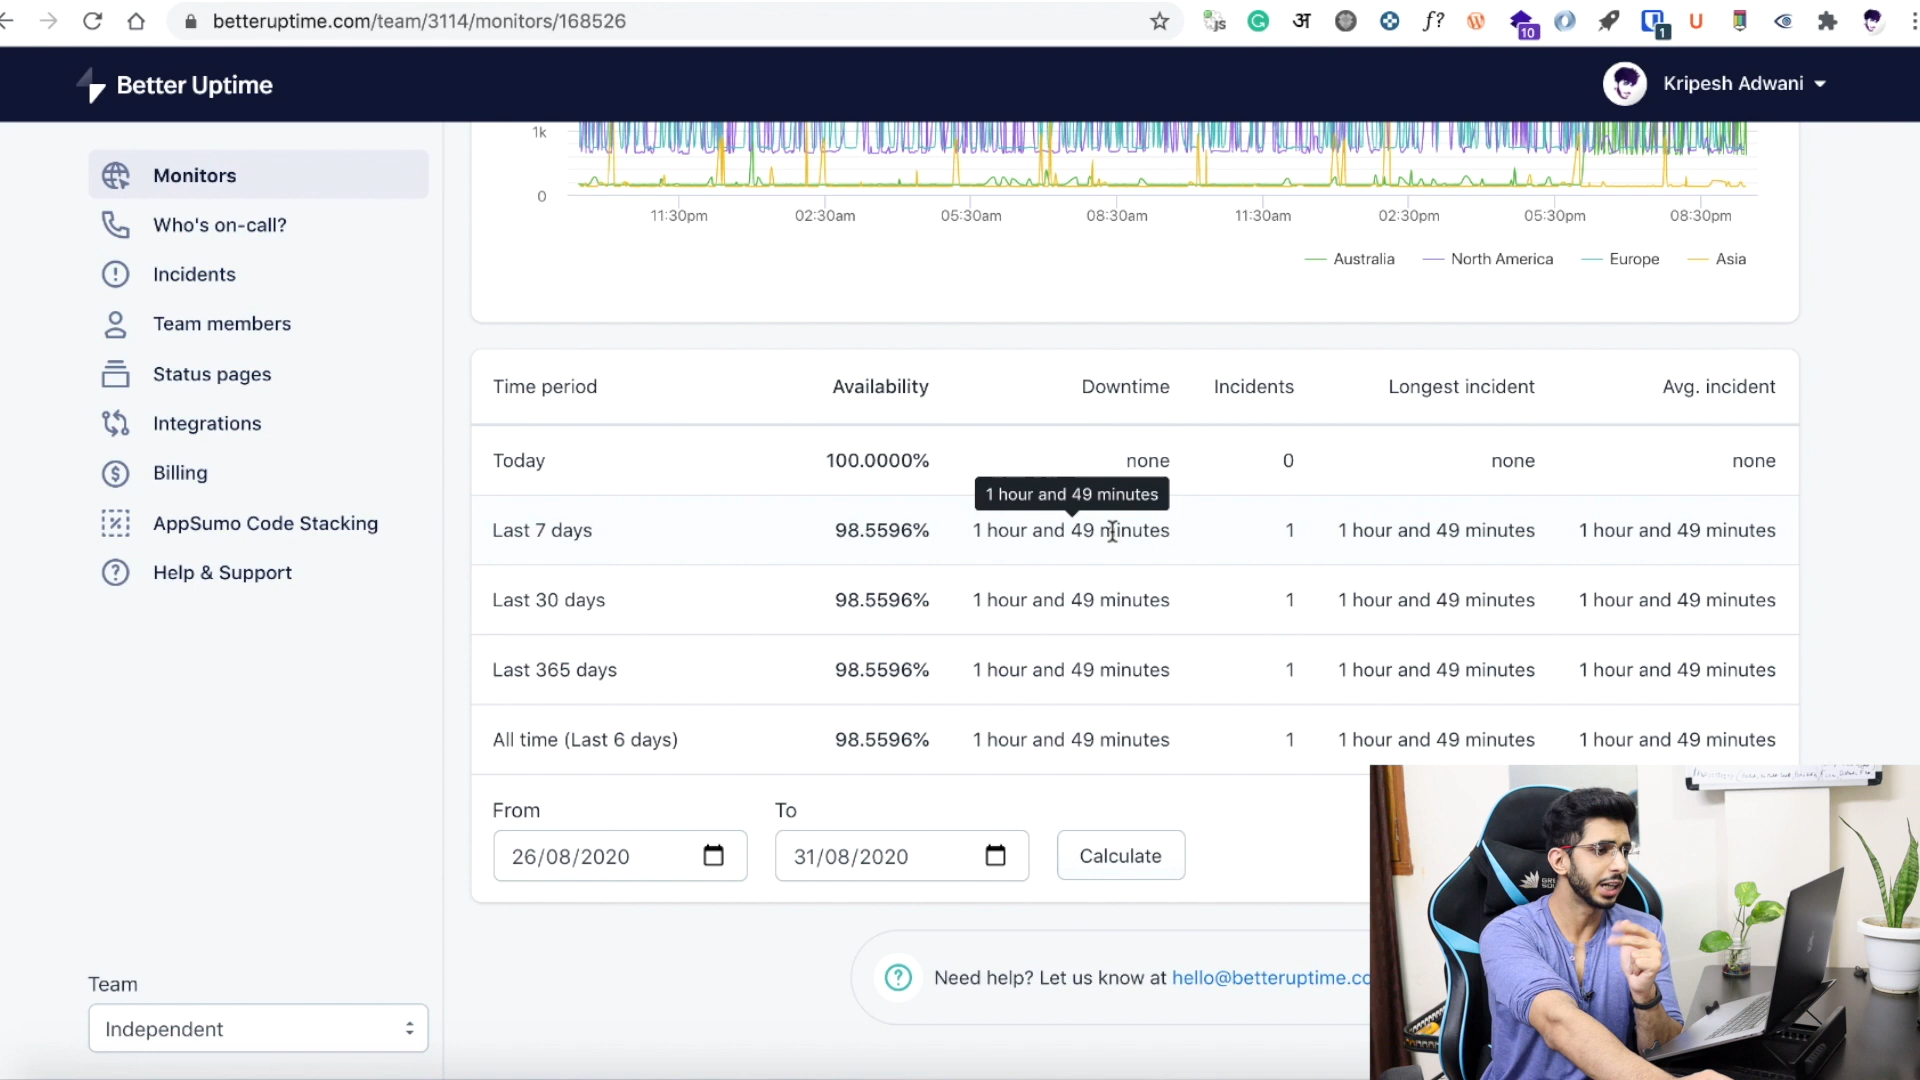 betteruptime.com/team/3114/monitors/168526
10
1
Better Uptime
Kripesh Adwani
Monitors
Who's on-call?
Incidents
Team members
Status pages
Integrations
Billing
AppSumo Code Stacking
Help & Support
Team
Independent
1k
0
11:30pm 02:30am 05:30am 08:30am 11:30am 02:30pm 05:30pm 08:30pm
Australia North America Europe Asia
Time period Availability Downtime Incidents Longest incident Avg. incident
Today 100.0000% none 0 none none
1 hour and 49 minutes
Last 7 days 98.5596% 1 hour and 49 minutes 1 1 hour and 49 minutes 1 hour and 49 minutes
Last 30 days 98.5596% 1 hour and 49 minutes 1 1 hour and 49 minutes 1 hour and 49 minutes
Last 365 days 98.5596% 1 hour and 49 minutes 1 1 hour and 49 minutes 1 hour and 49 minutes
All time (Last 6 days) 98.5596% 1 hour and 49 minutes 1 1 hour and 49 minutes 1 hour and 49 minutes
From To
26/08/2020 31/08/2020 Calculate
Need help? Let us know at hello@betteruptime.co